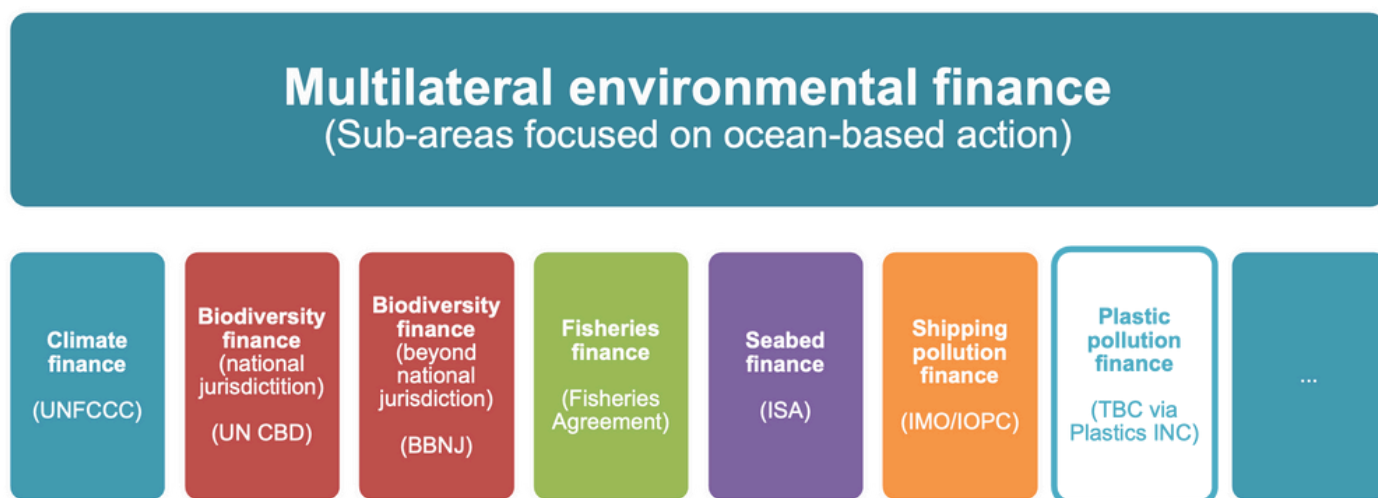 Multilateral environmental finance
(Sub-areas focused on ocean-based action)
Climate
finance
(UNFCCC)
Biodiversity
finance
(national
jurisdictition)
(UN CBD)
Biodiversity
finance
(beyond
national
jurisdiction)
(BBNJ)
Fisheries
finance
(Fisheries
Agreement)
Seabed
finance
(ISA)
Shipping
pollution
finance
(IMO/IOPC)
Plastic
pollution
finance
(TBC via
Plastics INC)
...